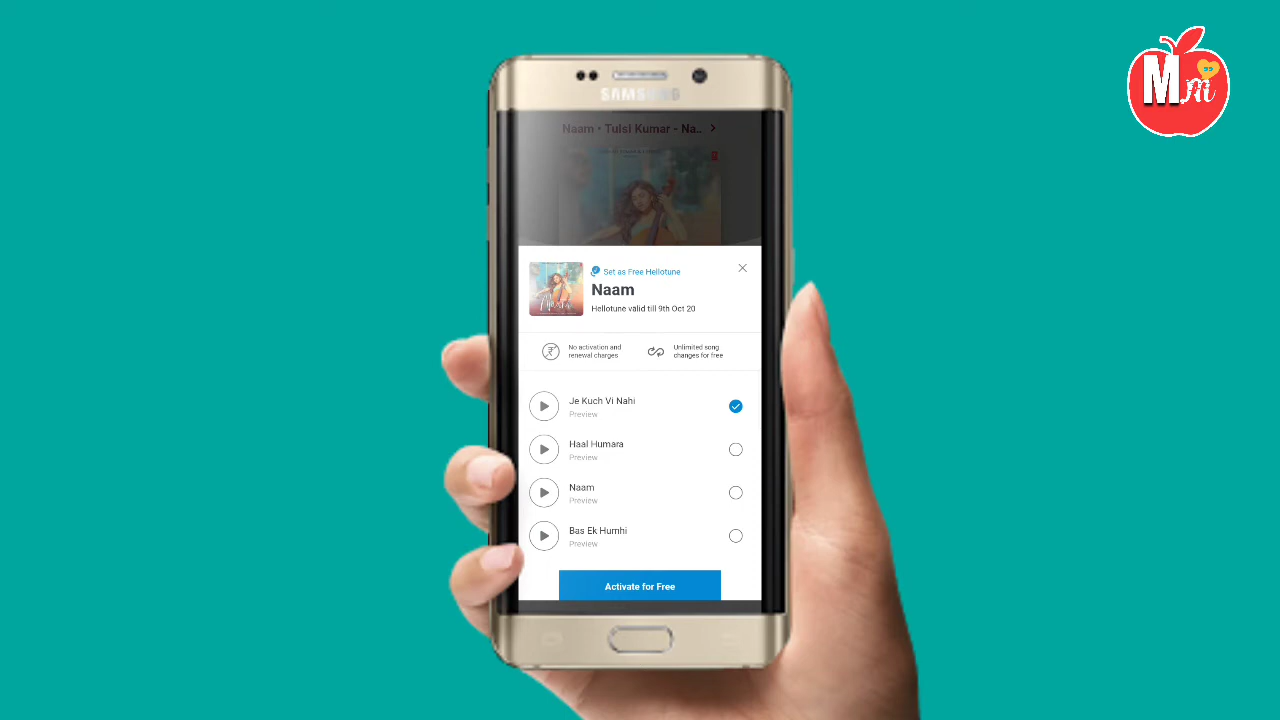 M
m
SAMSUNG
Naam • Tulsi Kumar - Na..
Set as Free Hellotune
Naam
Hellotune valid till 9th Oct 20
No activation and
renewal charges
Unlimited song
changes for free
Je Kuch Vi Nahi
Preview
Haal Humara
Preview
Naam
Preview
Bas Ek Humhi
Preview
Activate for Free